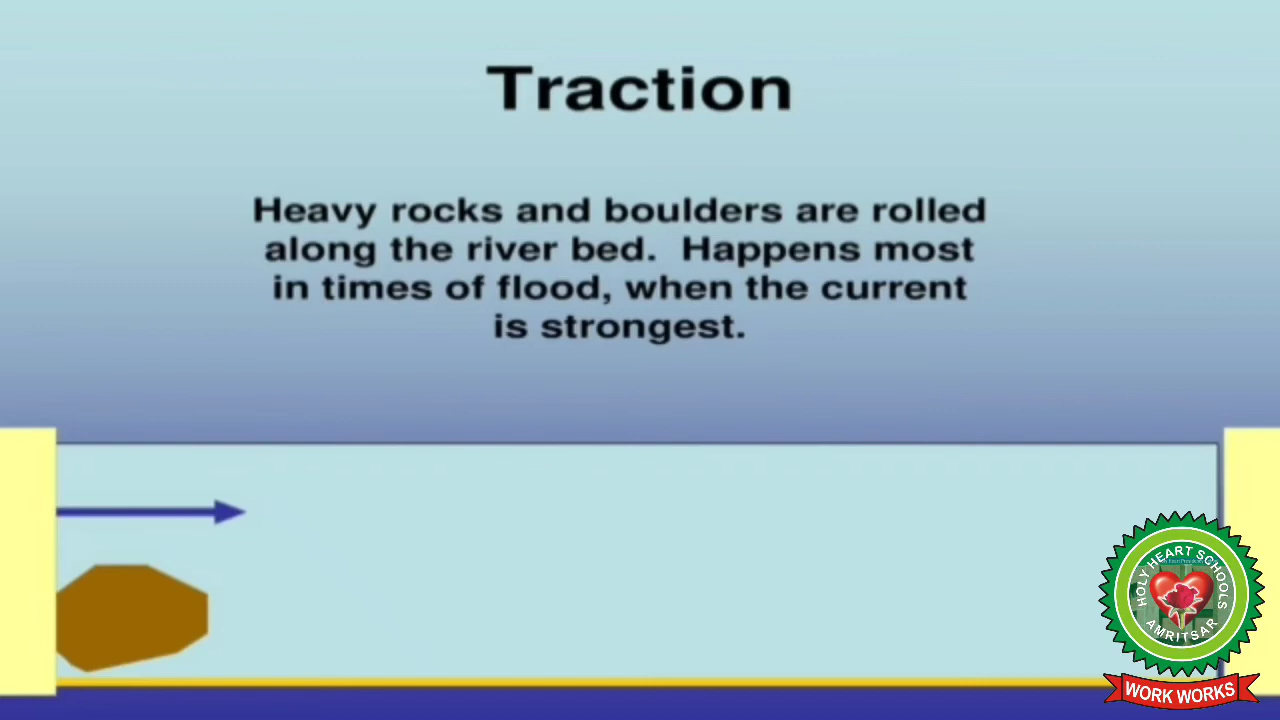 Traction
Heavy rocks and boulders are rolled
along the river bed. Happens most
in times of flood, when the current
is strongest.
HOLY HEART SCHOOLS
AMRITSAR
WORK WORKS